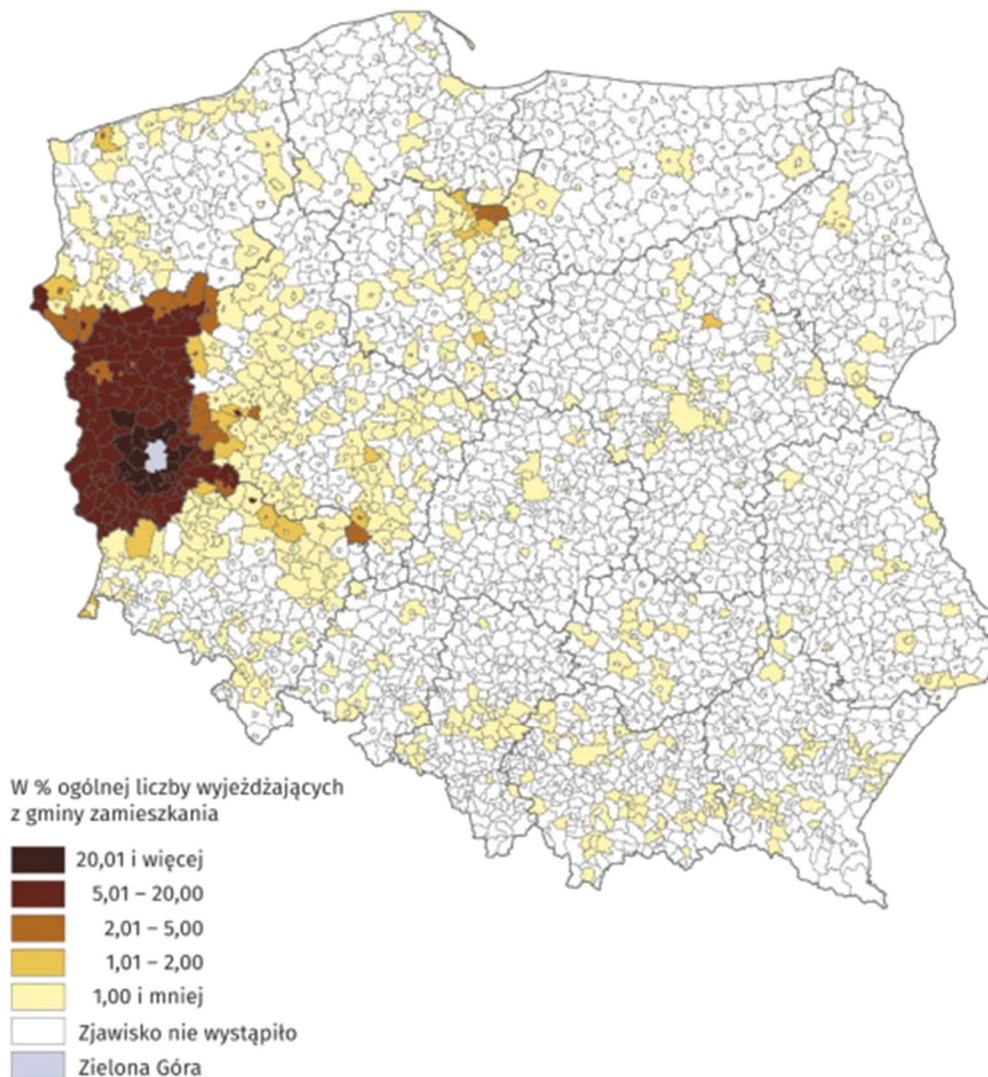 W % ogólnej liczby wyjeżdżających
z gminy zamieszkania
20,01 i więcej
5,01 – 20,00
2,01 – 5,00
1,01 – 2,00
1,00 i mniej
Zjawisko nie wystąpiło
Zielona Góra